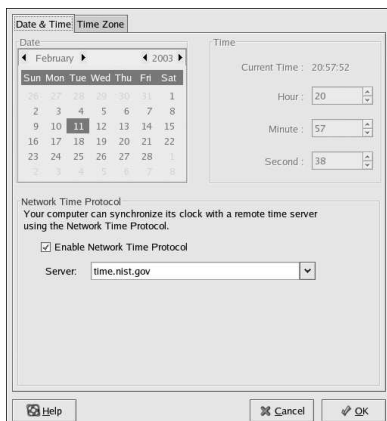 Date & Time Time Zone
Date
February 2003
Sun Mon Tue Wed Thu Fri Sat
26 27 28 29 30 31 1
2 3 4 5 6 7 8
9 10 11 12 13 14 15
16 17 18 19 20 21 22
23 24 25 26 27 28 1
2 3 4 5 6 7 8
Time
Current Time : 20:57:52
Hour : 20
Minute : 57
Second : 38
Network Time Protocol
Your computer can synchronize its clock with a remote time server
using the Network Time Protocol.
Enable Network Time Protocol
Server: time.nist.gov
Help Cancel OK